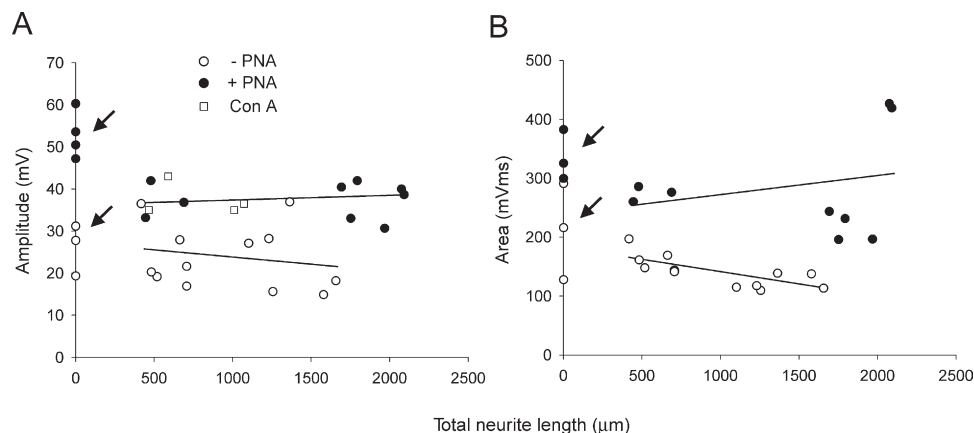 A
B
Amplitude (mV)
70
60
50
40
30
20
10
0
- PNA
+ PNA
Con A
0 500 1000 1500 2000 2500
Area (mVms)
500
400
300
200
100
0
0 500 1000 1500 2000 2500
Total neurite length (μm)